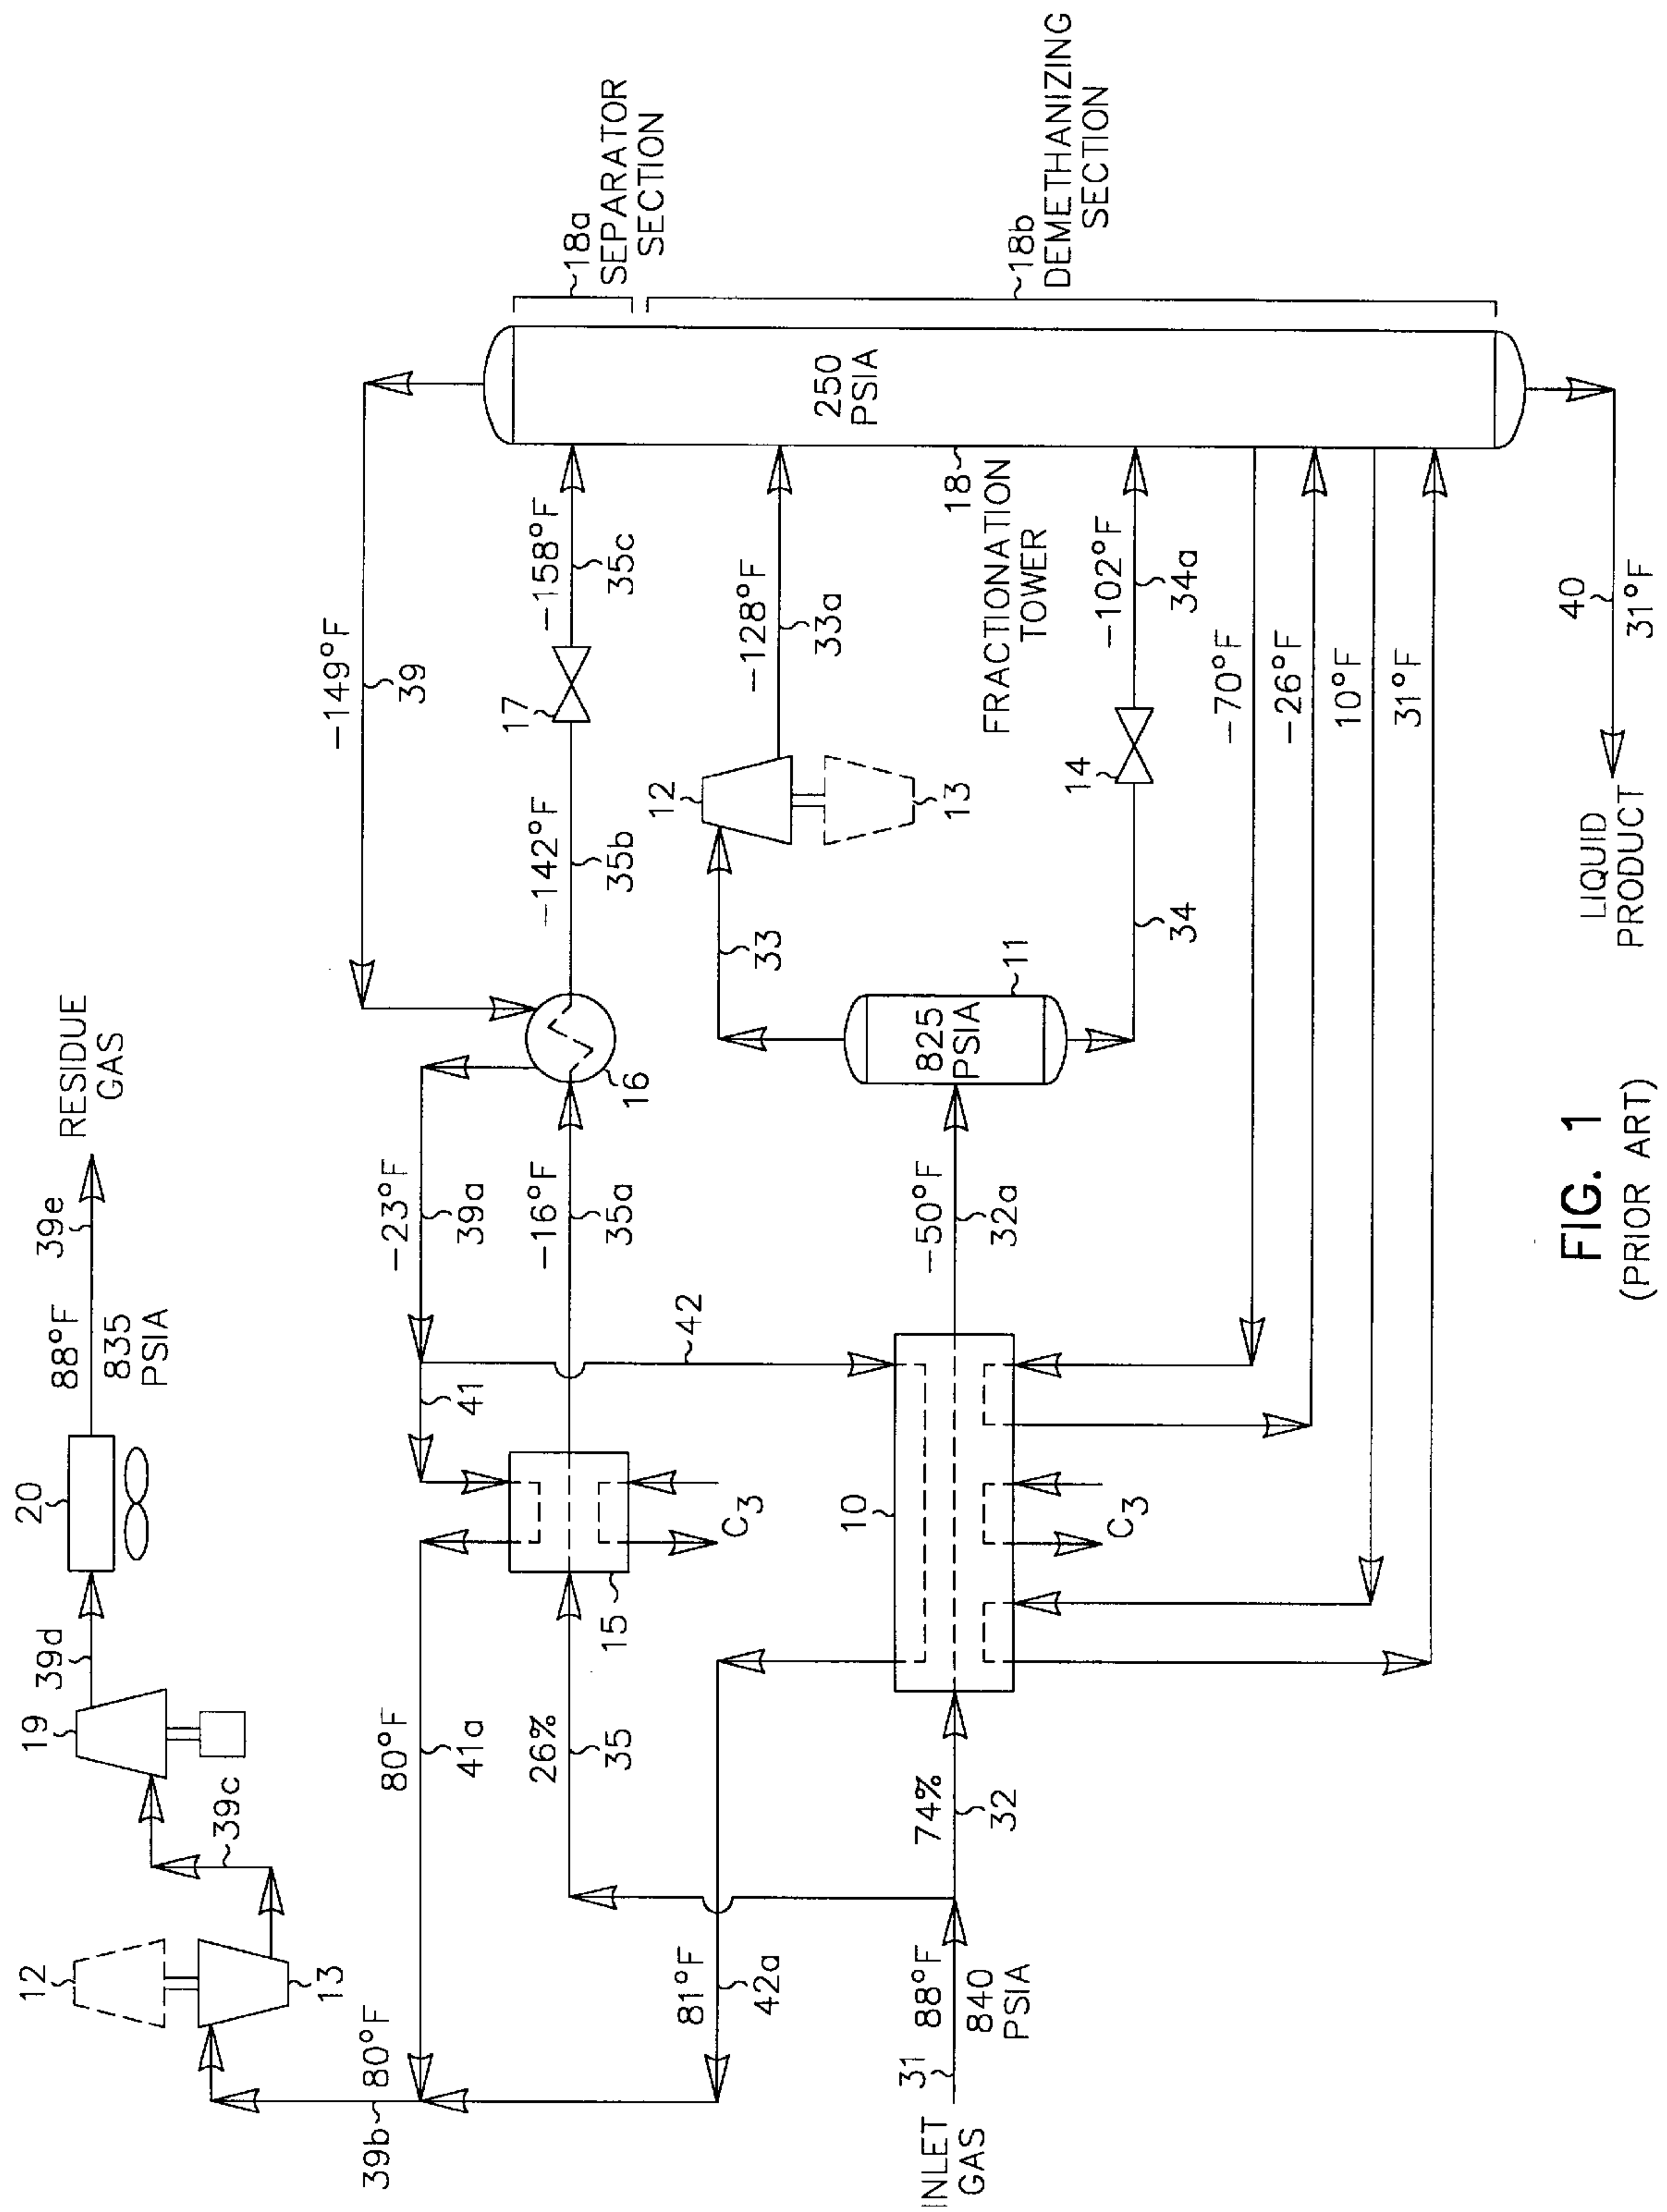 RESIDUE
GAS
39e
88°F
835
PSIA
20
39d
19
39c
12
13
80°F
39b
-149°F
39
-23°F
39a
41
42
80°F
41a
-16°F
35a
16
-142°F
35b
17
-158°F
35c
18a
SEPARATOR
SECTION
18b
DEMETHANIZING
SECTION
250
PSIA
18
FRACTIONATION
TOWER
26%
35
15
C3
12
13
33
-128°F
33a
825
PSIA
11
34
14
-102°F
34a
-50°F
32a
10
C3
74%
32
81°F
42a
31
88°F
840
PSIA
INLET
GAS
-70°F
-26°F
10°F
31°F
40
31°F
LIQUID
PRODUCT
FIG. 1
(PRIOR ART)